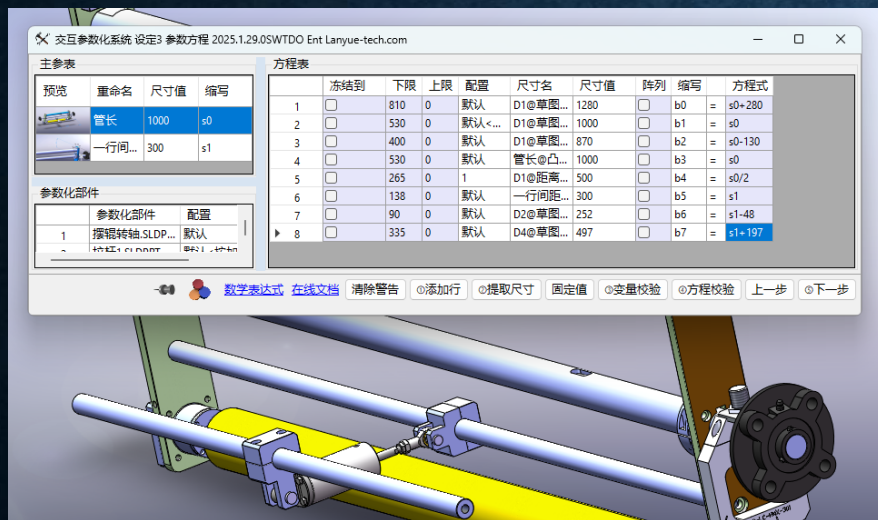 交互参数化系统 设定3 参数方程 2025.1.29.0SWTDO Ent Lanyue-tech.com
主参表
预览 重命名 尺寸值 缩写
管长 1000 s0
一行间... 300 s1
参数化部件
参数化部件 配置
1 摆辊转轴.SLDP... 默认
方程表
冻结到 下限 上限 配置 尺寸名 尺寸值 阵列 缩写 方程式
1 810 0 默认 D1@草图... 1280 b0 = s0+280
2 530 0 默认<... D1@草图... 1000 b1 = s0
3 400 0 默认 D1@草图... 870 b2 = s0-130
4 530 0 默认 管长@凸... 1000 b3 = s0
5 265 0 1 D1@距离... 500 b4 = s0/2
6 138 0 默认 一行间距... 300 b5 = s1
7 90 0 默认 D2@草图... 252 b6 = s1-48
8 335 0 默认 D4@草图... 497 b7 = s1+197
数学表达式 在线文档 清除警告 ①添加行 ②提取尺寸 固定值 ③变量校验 ④方程校验 上一步 ⑤下一步